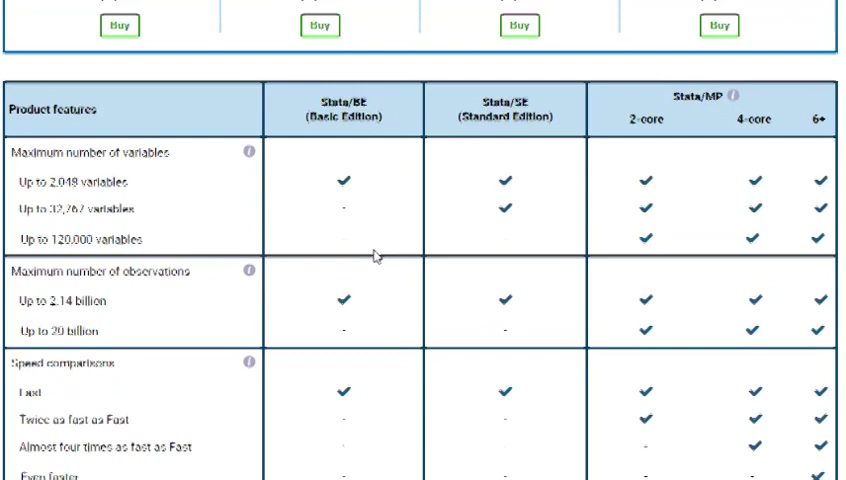 Buy Buy Buy Buy
Product features
Stata/BE
(Basic Edition)
Stata/SE
(Standard Edition)
Stata/MP i
2-core 4-core 6+
Maximum number of variables i
Up to 2,048 variables
Up to 32,767 variables -
Up to 120,000 variables - -
Maximum number of observations i
Up to 2.14 billion
Up to 20 billion - -
Speed comparisons i
Fast
Twice as fast as Fast - -
Almost four times as fast as Fast - - -
Even faster - - - -